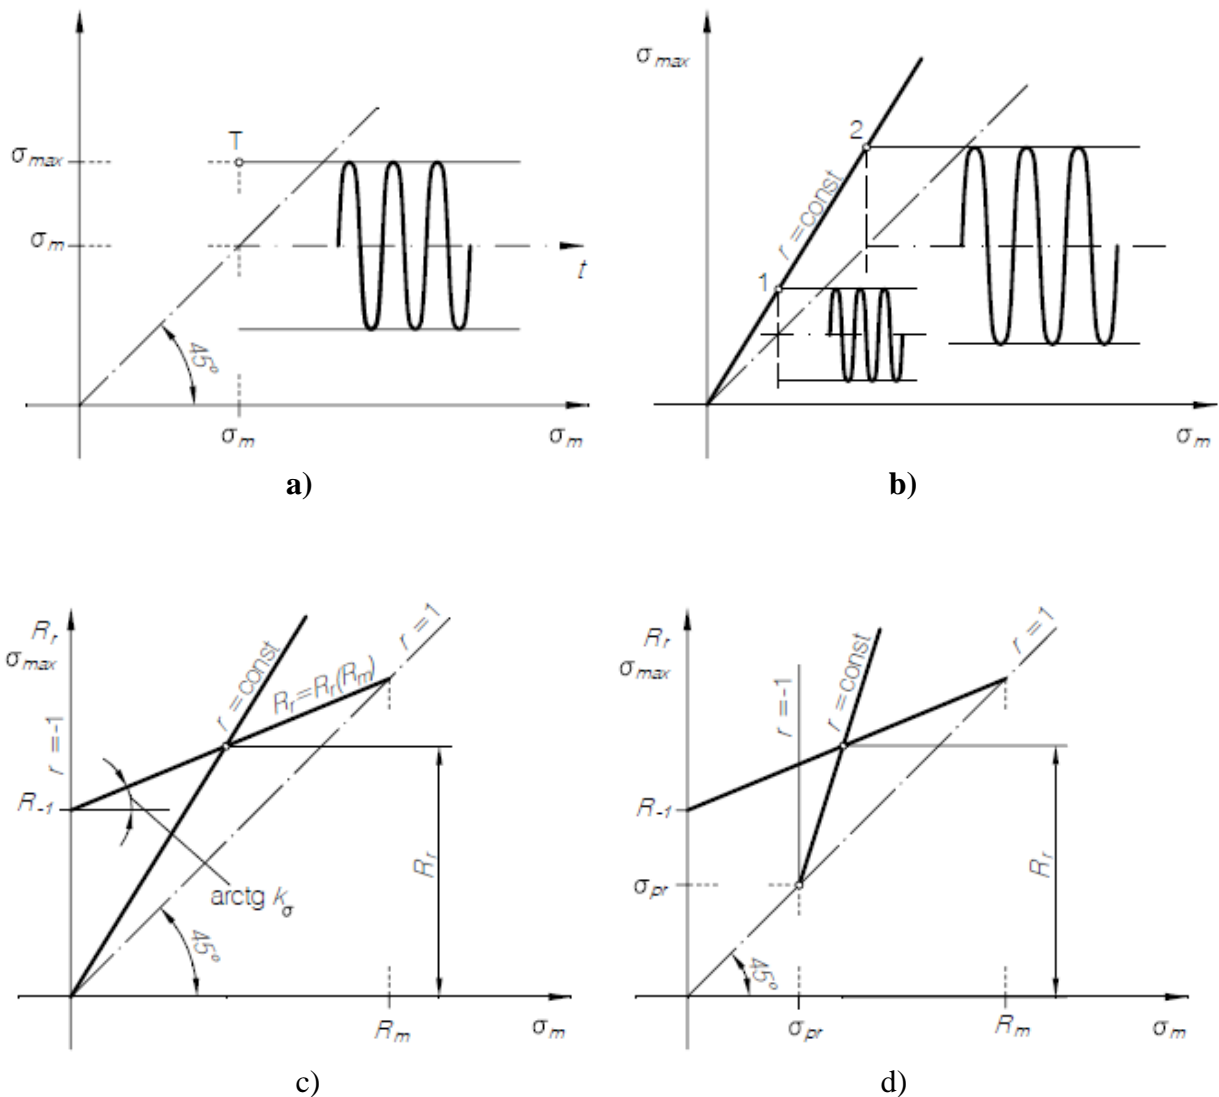 σmax
T
σm
t
45°
σm
σm
a)
σmax
2
r = const
1
σm
b)
Rr
σmax
r = -1
r = const
Rr=Rr(Rm)
r = 1
R-1
Rr
arctg kσ
45°
Rm
σm
c)
Rr
σmax
r = -1
r = const
r = 1
R-1
Rr
σpr
45°
σpr
Rm
σm
d)